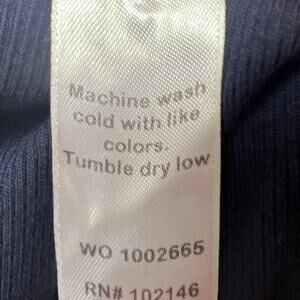 Machine wash
cold with like
colors.
Tumble dry low
WO 1002665
RN# 102146